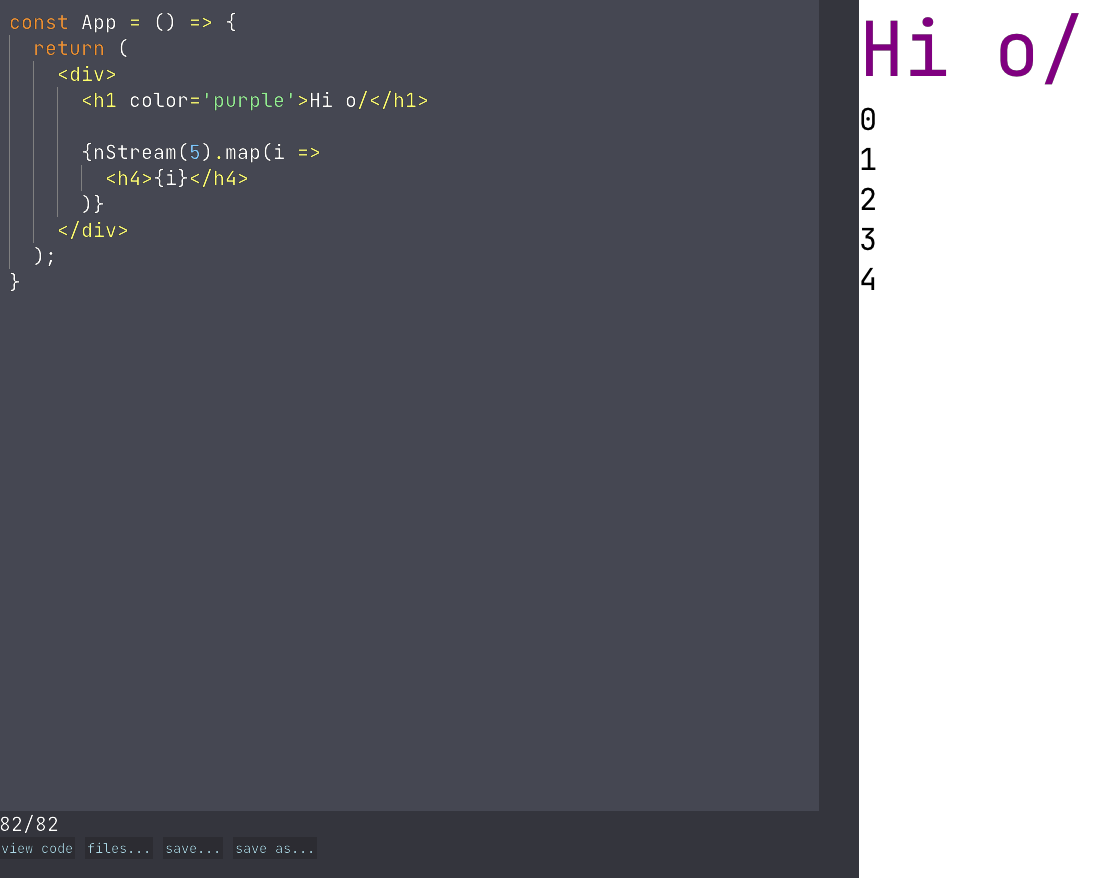 const App = () => {
  return (
    <div>
      <h1 color='purple'>Hi o/</h1>

      {nStream(5).map(i =>
        <h4>{i}</h4>
      )}
    </div>
  );
}
82/82
view code files... save... save as...
Hi o/
0
1
2
3
4